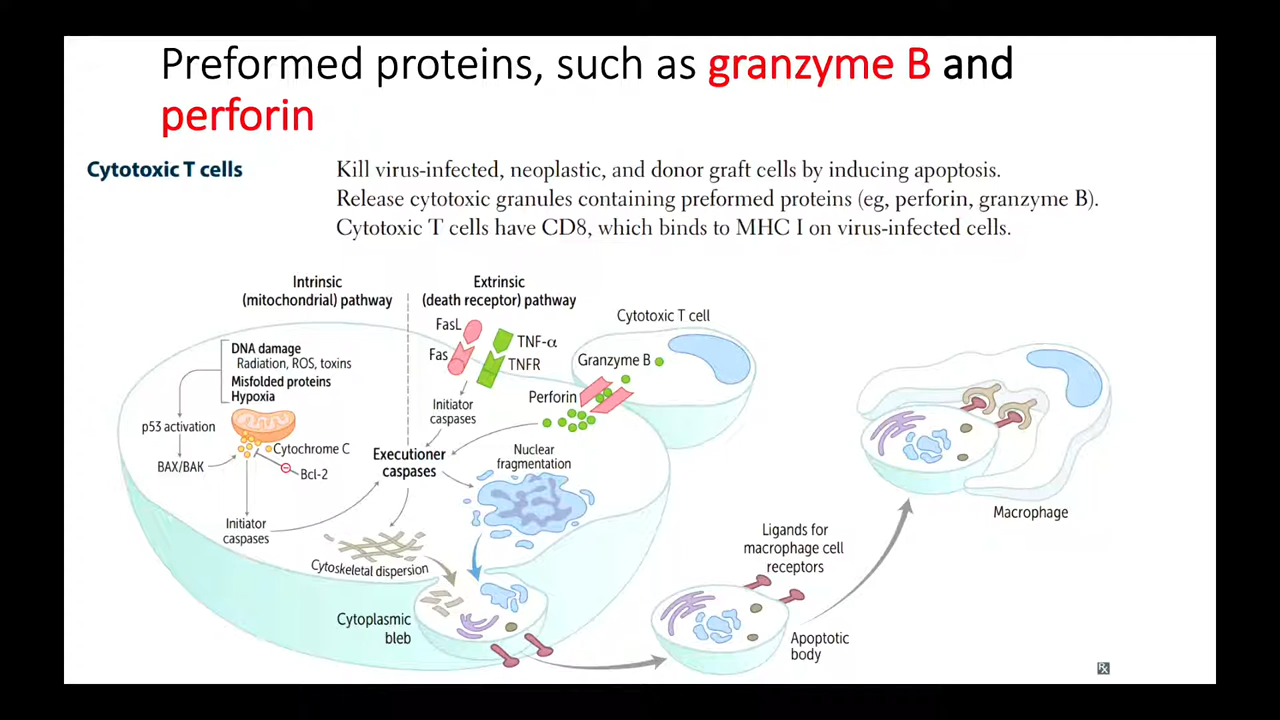 Preformed proteins, such as granzyme B and
perforin
Cytotoxic T cells
Kill virus-infected, neoplastic, and donor graft cells by inducing apoptosis.
Release cytotoxic granules containing preformed proteins (eg, perforin, granzyme B).
Cytotoxic T cells have CD8, which binds to MHC I on virus-infected cells.
Intrinsic
(mitochondrial) pathway
Extrinsic
(death receptor) pathway
FasL
Fas
TNF-α
TNFR
Cytotoxic T cell
Granzyme B
Perforin
DNA damage
Radiation, ROS, toxins
Misfolded proteins
Hypoxia
p53 activation
BAX/BAK
Cytochrome C
Bcl-2
Initiator
caspases
Initiator
caspases
Executioner
caspases
Nuclear
fragmentation
Cytoskeletal dispersion
Cytoplasmic
bleb
Ligands for
macrophage cell
receptors
Apoptotic
body
Macrophage
Rx